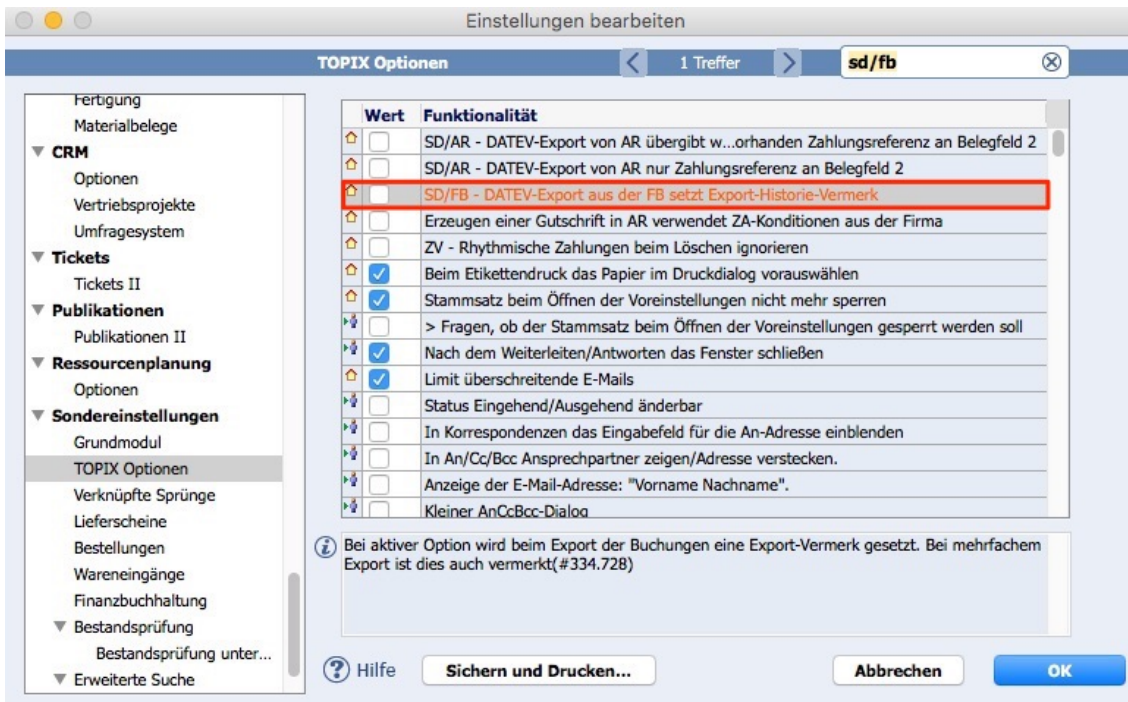 Einstellungen bearbeiten
TOPIX Optionen
1 Treffer
sd/fb
Fertigung
Materialbelege
CRM
Optionen
Vertriebsprojekte
Umfragesystem
Tickets
Tickets II
Publikationen
Publikationen II
Ressourcenplanung
Optionen
Sondereinstellungen
Grundmodul
TOPIX Optionen
Verknüpfte Sprünge
Lieferscheine
Bestellungen
Wareneingänge
Finanzbuchhaltung
Bestandsprüfung
Bestandsprüfung unter...
Erweiterte Suche
Wert Funktionalität
SD/AR - DATEV-Export von AR übergibt w...orhanden Zahlungsreferenz an Belegfeld 2
SD/AR - DATEV-Export von AR nur Zahlungsreferenz an Belegfeld 2
SD/FB - DATEV-Export aus der FB setzt Export-Historie-Vermerk
Erzeugen einer Gutschrift in AR verwendet ZA-Konditionen aus der Firma
ZV - Rhythmische Zahlungen beim Löschen ignorieren
Beim Etikettendruck das Papier im Druckdialog vorauswählen
Stammsatz beim Öffnen der Voreinstellungen nicht mehr sperren
> Fragen, ob der Stammsatz beim Öffnen der Voreinstellungen gesperrt werden soll
Nach dem Weiterleiten/Antworten das Fenster schließen
Limit überschreitende E-Mails
Status Eingehend/Ausgehend änderbar
In Korrespondenzen das Eingabefeld für die An-Adresse einblenden
In An/Cc/Bcc Ansprechpartner zeigen/Adresse verstecken.
Anzeige der E-Mail-Adresse: "Vorname Nachname".
Kleiner AnCcBcc-Dialog
Bei aktiver Option wird beim Export der Buchungen eine Export-Vermerk gesetzt. Bei mehrfachem
Export ist dies auch vermerkt(#334.728)
? Hilfe
Sichern und Drucken...
Abbrechen
OK